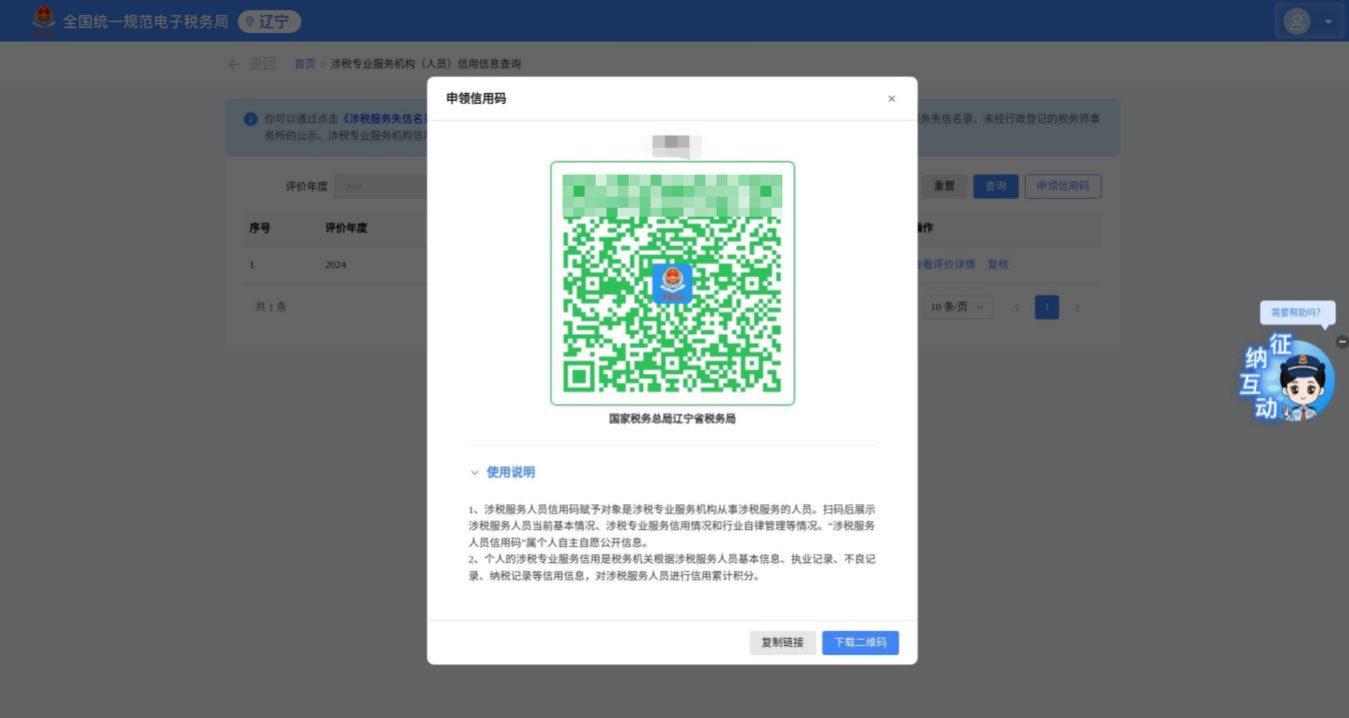 全国统一规范电子税务局 辽宁
返回 首页 > 涉税专业服务机构（人员）信用信息查询
你可以通过点击《涉税服务失信名
务失信名录、未经行政登记的税务师事
务所的公示、涉税专业服务机构信
评价年度 2024
重置 查询 申领信用码
序号 评价年度
操作
1 2024
查看评价详情 复核
共 1 条
10 条/页 1
申领信用码 ×
国家税务总局辽宁省税务局
使用说明
1、涉税服务人员信用码赋予对象是涉税专业服务机构从事涉税服务的人员。扫码后展示
涉税服务人员当前基本情况、涉税专业服务信用情况和行业自律管理等情况。“涉税服务
人员信用码”属个人自主自愿公开信息。
2、个人的涉税专业服务信用是税务机关根据涉税服务人员基本信息、执业记录、不良记
录、纳税记录等信用信息，对涉税服务人员进行信用累计积分。
复制链接 下载二维码
需要帮助吗？
征
纳
互
动